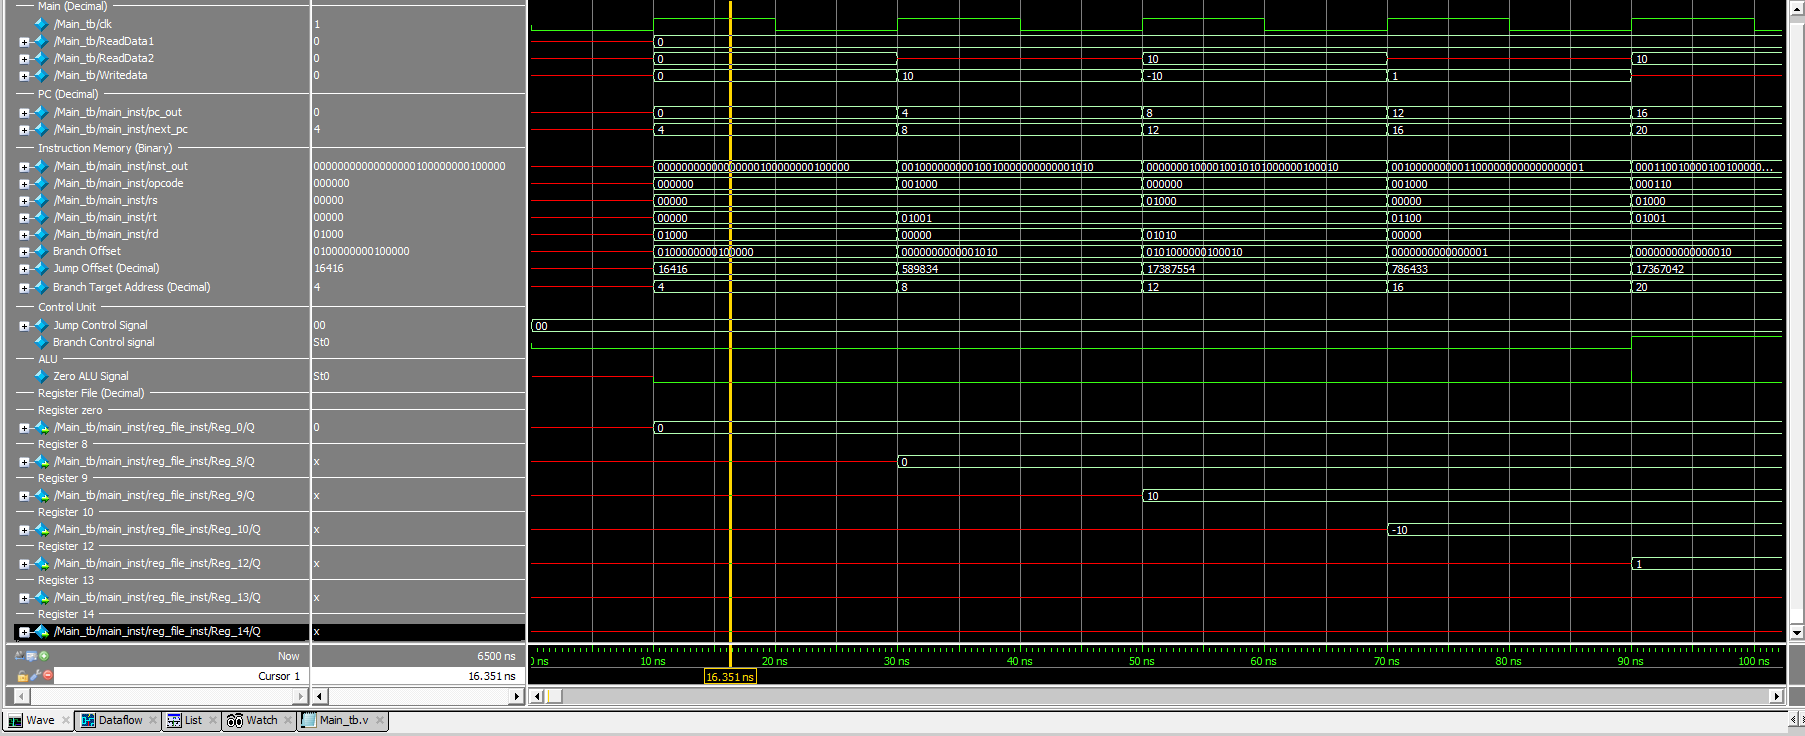 Main (Decimal)
/Main_tb/clk 1
/Main_tb/ReadData1 0 0
/Main_tb/ReadData2 0 0 10 10
/Main_tb/Writedata 0 0 10 -10 1
PC (Decimal)
/Main_tb/main_inst/pc_out 0 0 4 8 12 16
/Main_tb/main_inst/next_pc 4 4 8 12 16 20
Instruction Memory (Binary)
/Main_tb/main_inst/inst_out 00000000000000000100000000100000 00000000000000000100000000100000 00100000000010010000000000001010 00000001000010010101000000100010 00100000000011000000000000000001 0001100100001001000000...
/Main_tb/main_inst/opcode 000000 000000 001000 000000 001000 000110
/Main_tb/main_inst/rs 00000 00000 01000 00000 01000
/Main_tb/main_inst/rt 00000 00000 01001 01100 01001
/Main_tb/main_inst/rd 01000 01000 00000 01010 00000
Branch Offset 0100000000100000 0100000000100000 0000000000001010 0101000000100010 0000000000000001 0000000000000010
Jump Offset (Decimal) 16416 16416 589834 17387554 786433 17367042
Branch Target Address (Decimal) 4 4 8 12 16 20
Control Unit
Jump Control Signal 00 00
Branch Control signal St0
ALU
Zero ALU Signal St0
Register File (Decimal)
Register zero
/Main_tb/main_inst/reg_file_inst/Reg_0/Q 0 0
Register 8
/Main_tb/main_inst/reg_file_inst/Reg_8/Q x 0
Register 9
/Main_tb/main_inst/reg_file_inst/Reg_9/Q x 10
Register 10
/Main_tb/main_inst/reg_file_inst/Reg_10/Q x -10
Register 12
/Main_tb/main_inst/reg_file_inst/Reg_12/Q x 1
Register 13
/Main_tb/main_inst/reg_file_inst/Reg_13/Q x
Register 14
/Main_tb/main_inst/reg_file_inst/Reg_14/Q x
Now 6500 ns ns 10 ns 20 ns 30 ns 40 ns 50 ns 60 ns 70 ns 80 ns 90 ns 100 ns
Cursor 1 16.351 ns 16.351 ns
Wave Dataflow List Watch Main_tb.v